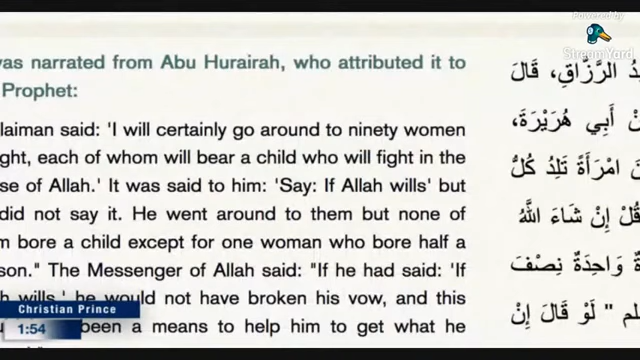 Powered by
StreamYard
was narrated from Abu Hurairah, who attributed it to
Prophet:
laiman said: 'I will certainly go around to ninety women
ght, each of whom will bear a child who will fight in the
se of Allah.' It was said to him: 'Say: If Allah wills' but
did not say it. He went around to them but none of
m bore a child except for one woman who bore half a
son." The Messenger of Allah said: "If he had said: 'If
h wills,' he would not have broken his vow, and this
been a means to help him to get what he
الرَّزَّاقِ، قَالَ
أَبِي هُرَيْرَةَ،
امْرَأَةً تَلِدُ كُلُّ
قُلْ إِنْ شَاءَ اللَّهُ
وَاحِدَةٌ نِصْفَ
لم " لَوْ قَالَ إِنْ
Christian Prince
1:54